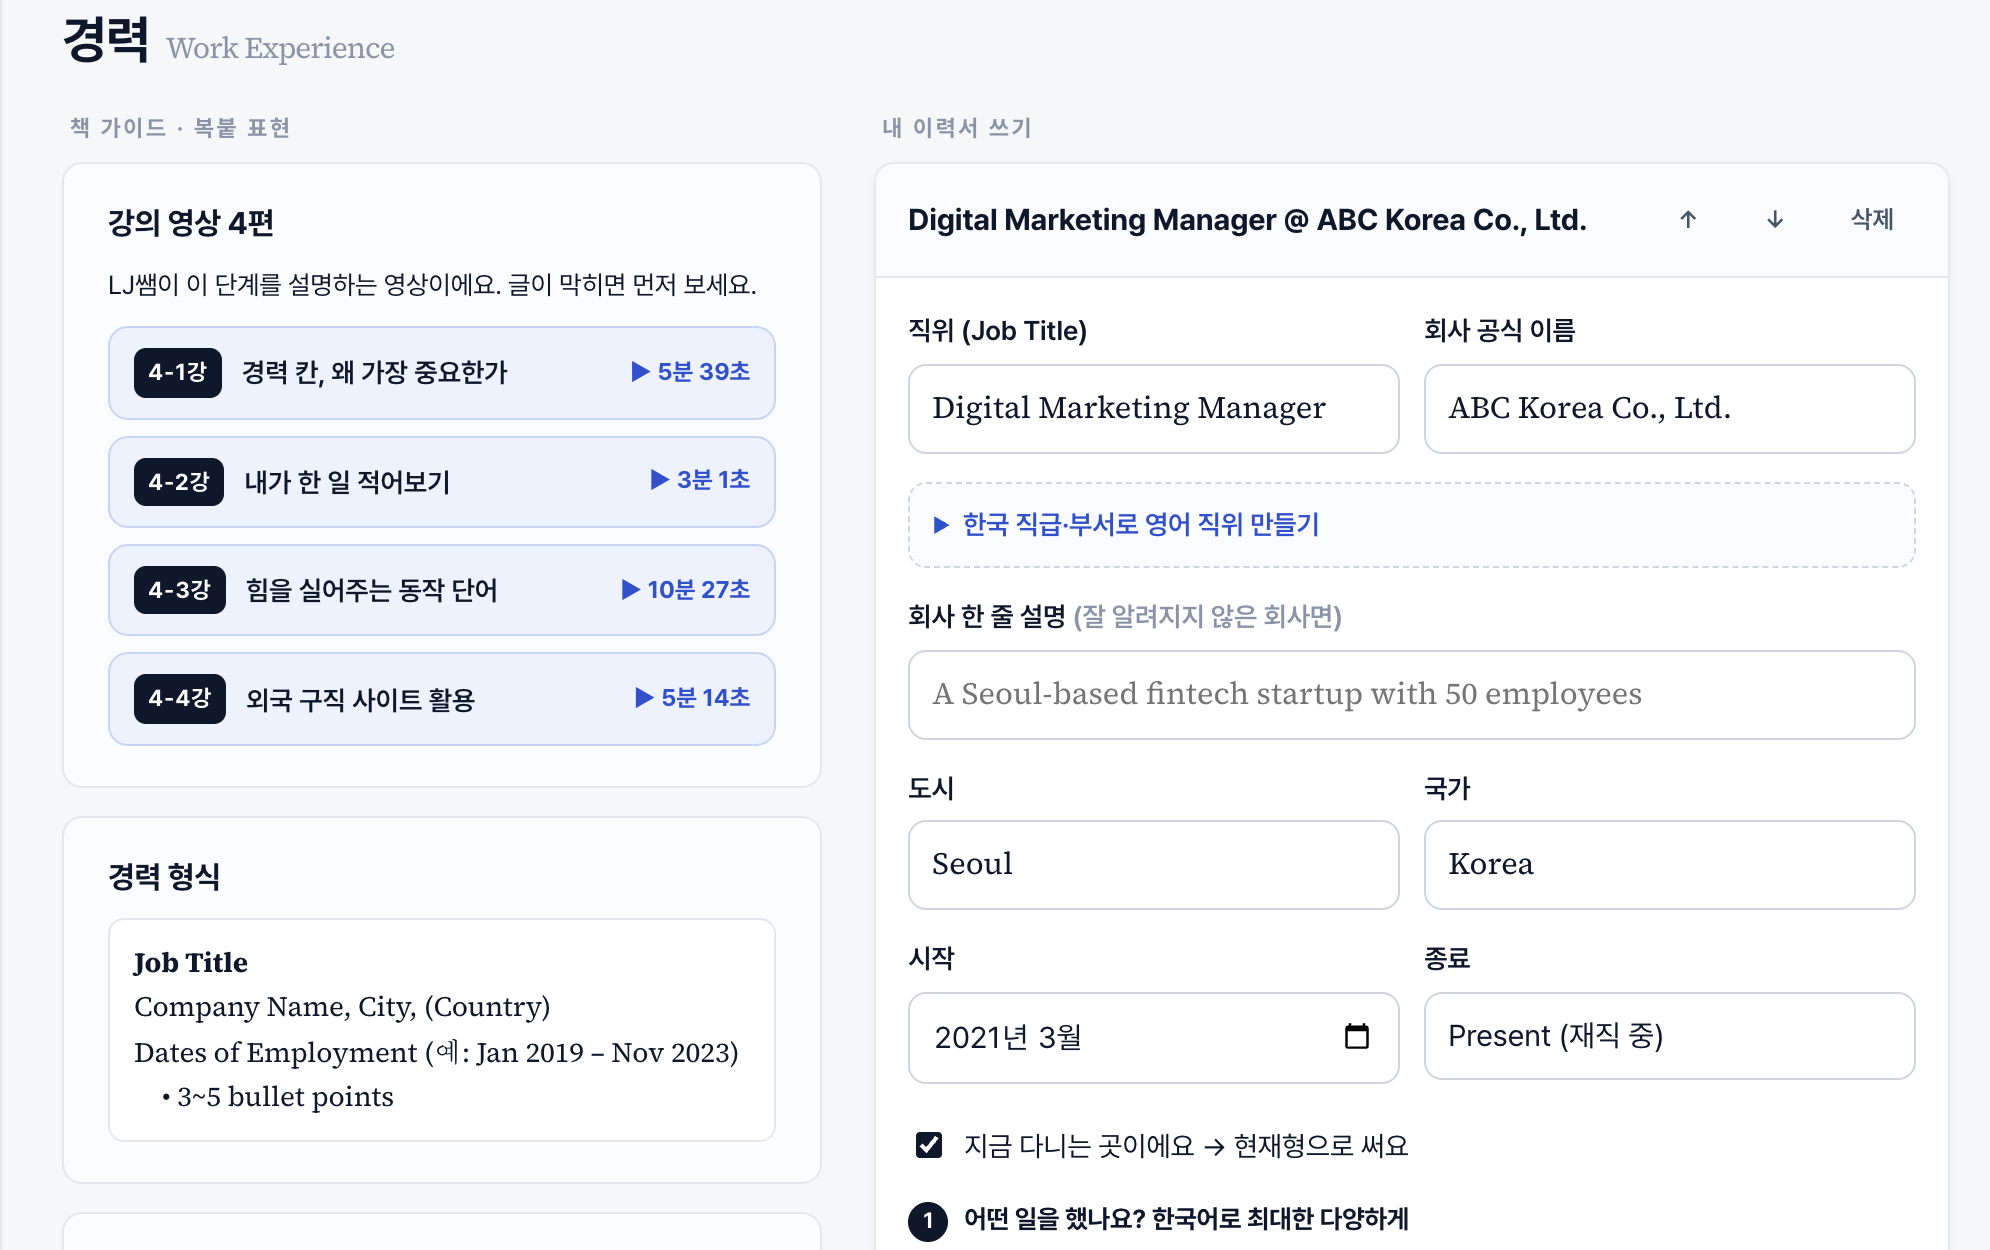 경력 Work Experience
책 가이드 · 복붙 표현
강의 영상 4편
LJ쌤이 이 단계를 설명하는 영상이에요. 글이 막히면 먼저 보세요.
4-1강 경력 칸, 왜 가장 중요한가 ▶ 5분 39초
4-2강 내가 한 일 적어보기 ▶ 3분 1초
4-3강 힘을 실어주는 동작 단어 ▶ 10분 27초
4-4강 외국 구직 사이트 활용 ▶ 5분 14초
경력 형식
Job Title
Company Name, City, (Country)
Dates of Employment (예: Jan 2019 – Nov 2023)
• 3~5 bullet points
내 이력서 쓰기
Digital Marketing Manager @ ABC Korea Co., Ltd. ↑ ↓ 삭제
직위 (Job Title) 회사 공식 이름
Digital Marketing Manager ABC Korea Co., Ltd.
▶ 한국 직급·부서로 영어 직위 만들기
회사 한 줄 설명 (잘 알려지지 않은 회사면)
A Seoul-based fintech startup with 50 employees
도시 국가
Seoul Korea
시작 종료
2021년 3월 Present (재직 중)
지금 다니는 곳이에요 → 현재형으로 써요
1 어떤 일을 했나요? 한국어로 최대한 다양하게